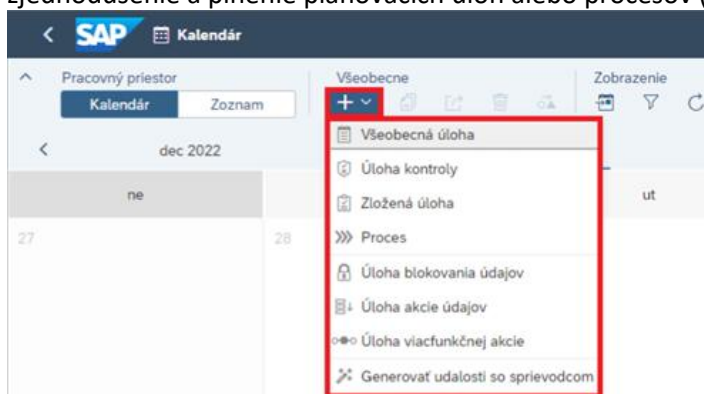 zjednodušenie a plnenie plánovacích úloh alebo procesov (
SAP Kalendár
Pracovný priestor Všeobecne Zobrazenie
Kalendár Zoznam
dec 2022
ne ut
27 28
Všeobecná úloha
Úloha kontroly
Zložená úloha
Proces
Úloha blokovania údajov
Úloha akcie údajov
Úloha viacfunkčnej akcie
Generovať udalosti so sprievodcom